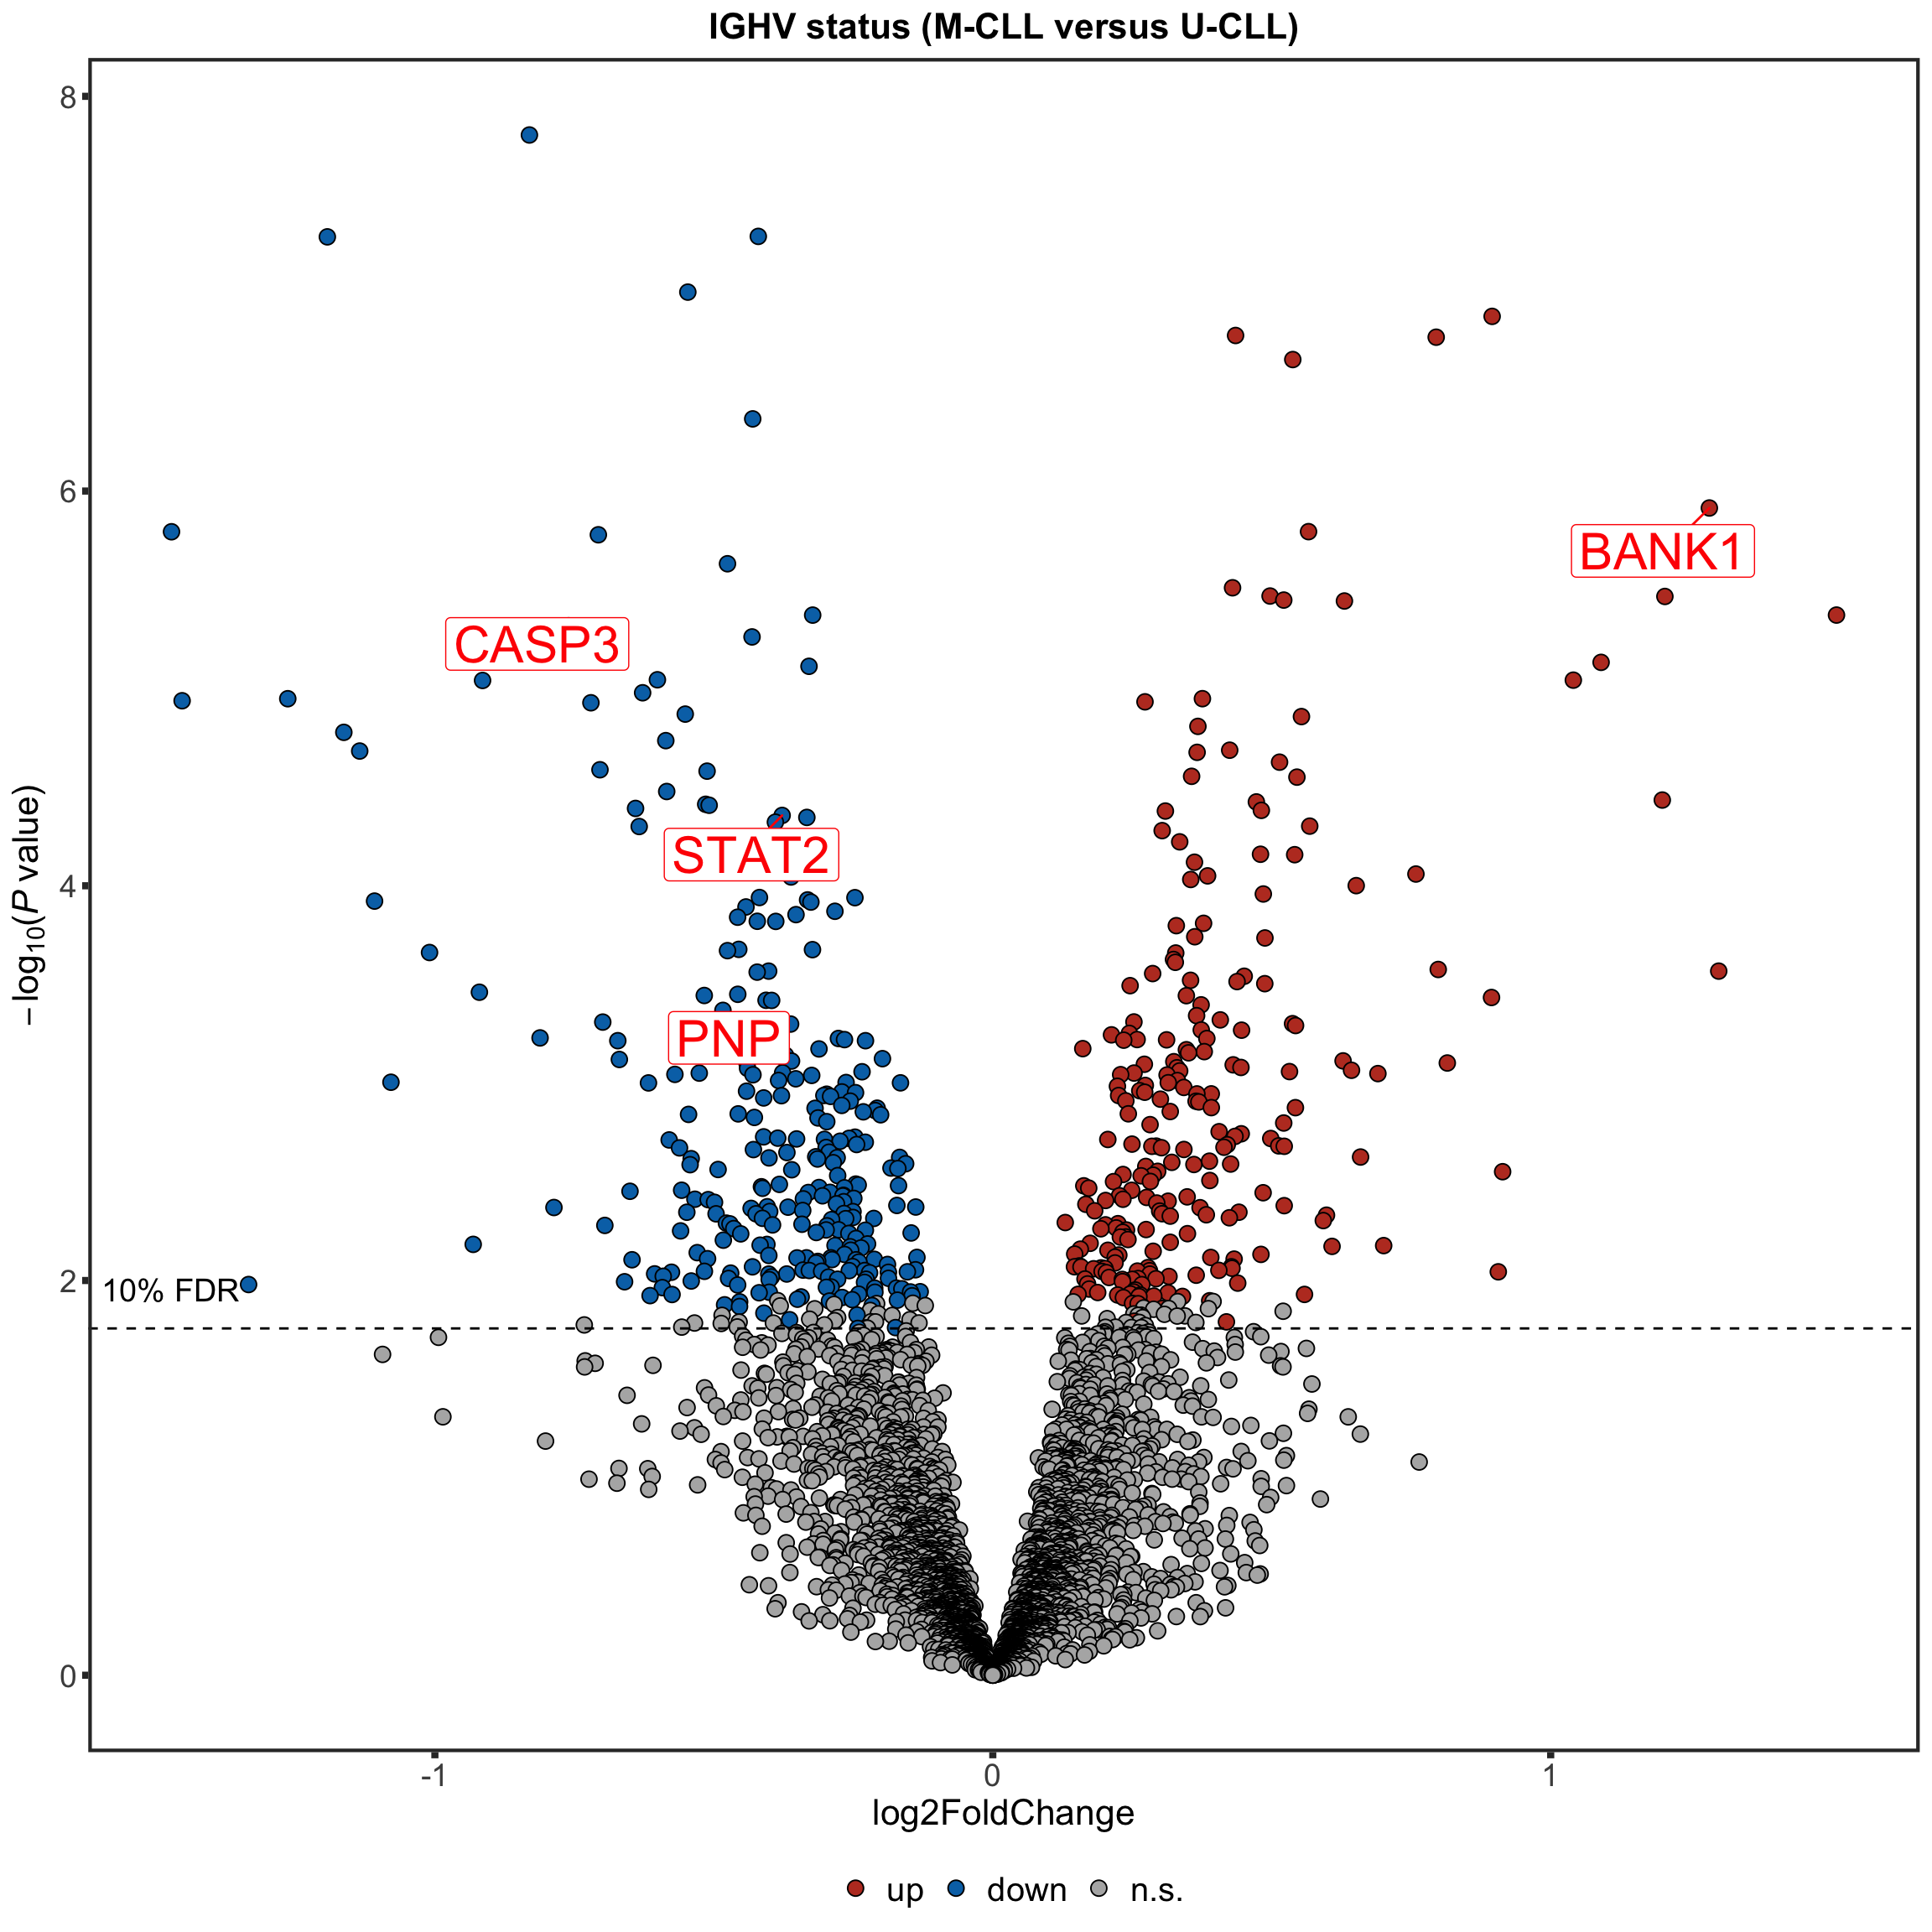 IGHV status (M-CLL versus U-CLL)
8
6
4
2
0
−log10(P value)
BANK1
CASP3
STAT2
PNP
10% FDR
-1
0
1
log2FoldChange
up
down
n.s.